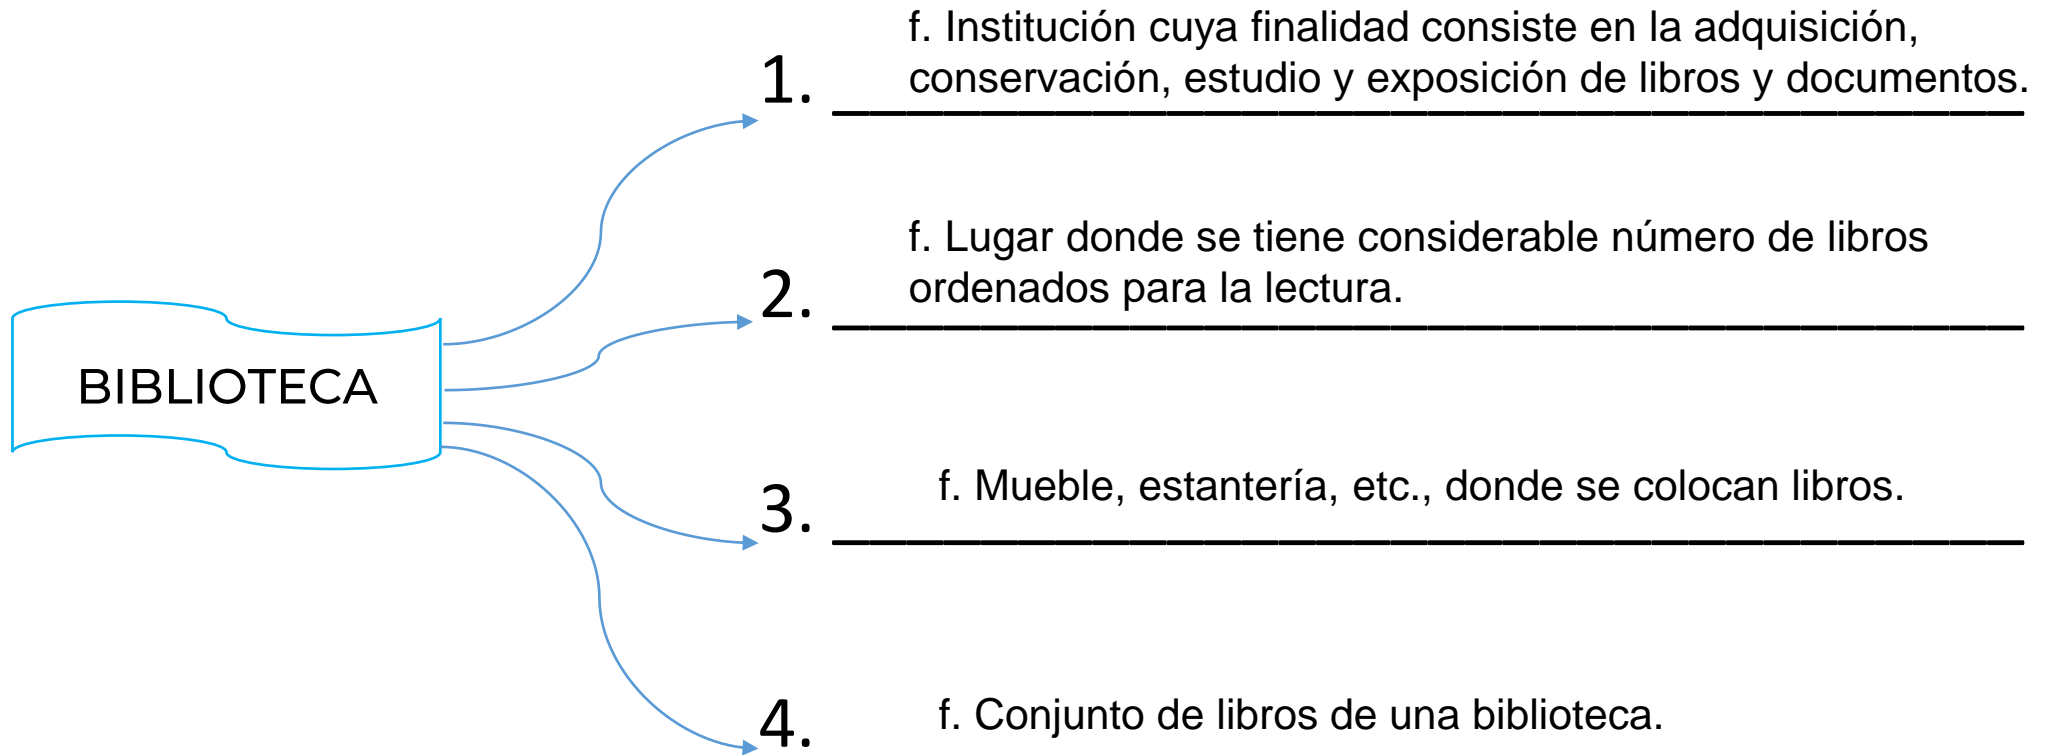 1. f. Institución cuya finalidad consiste en la adquisición,
conservación, estudio y exposición de libros y documentos.
2. f. Lugar donde se tiene considerable número de libros
ordenados para la lectura.
BIBLIOTECA
3. f. Mueble, estantería, etc., donde se colocan libros.
4. f. Conjunto de libros de una biblioteca.